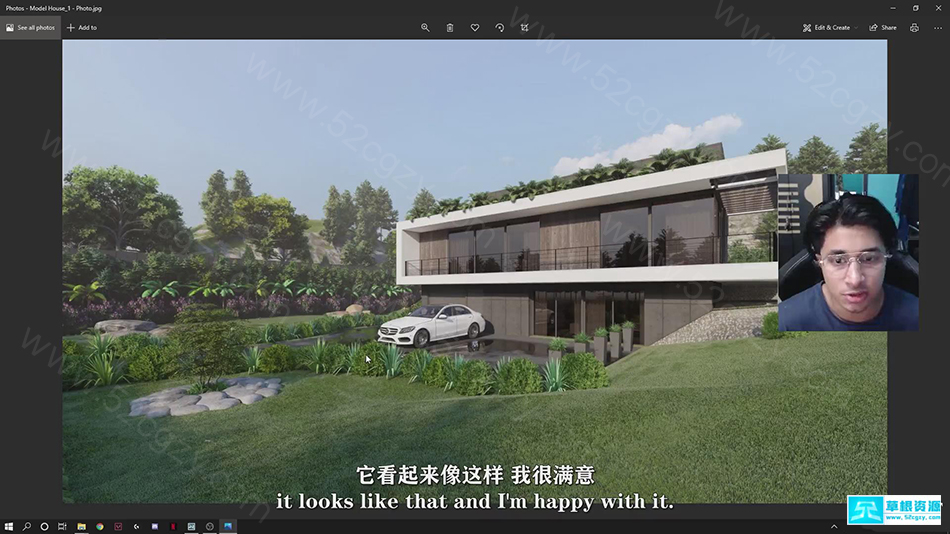 Photos - Model House_1 - Photo.jpg
See all photos
Add to
Edit & Create
Share
www.52cgzy.com
它看起来像这样 我很满意
it looks like that and I'm happy with it.
草根资源
www.52cgzy.com